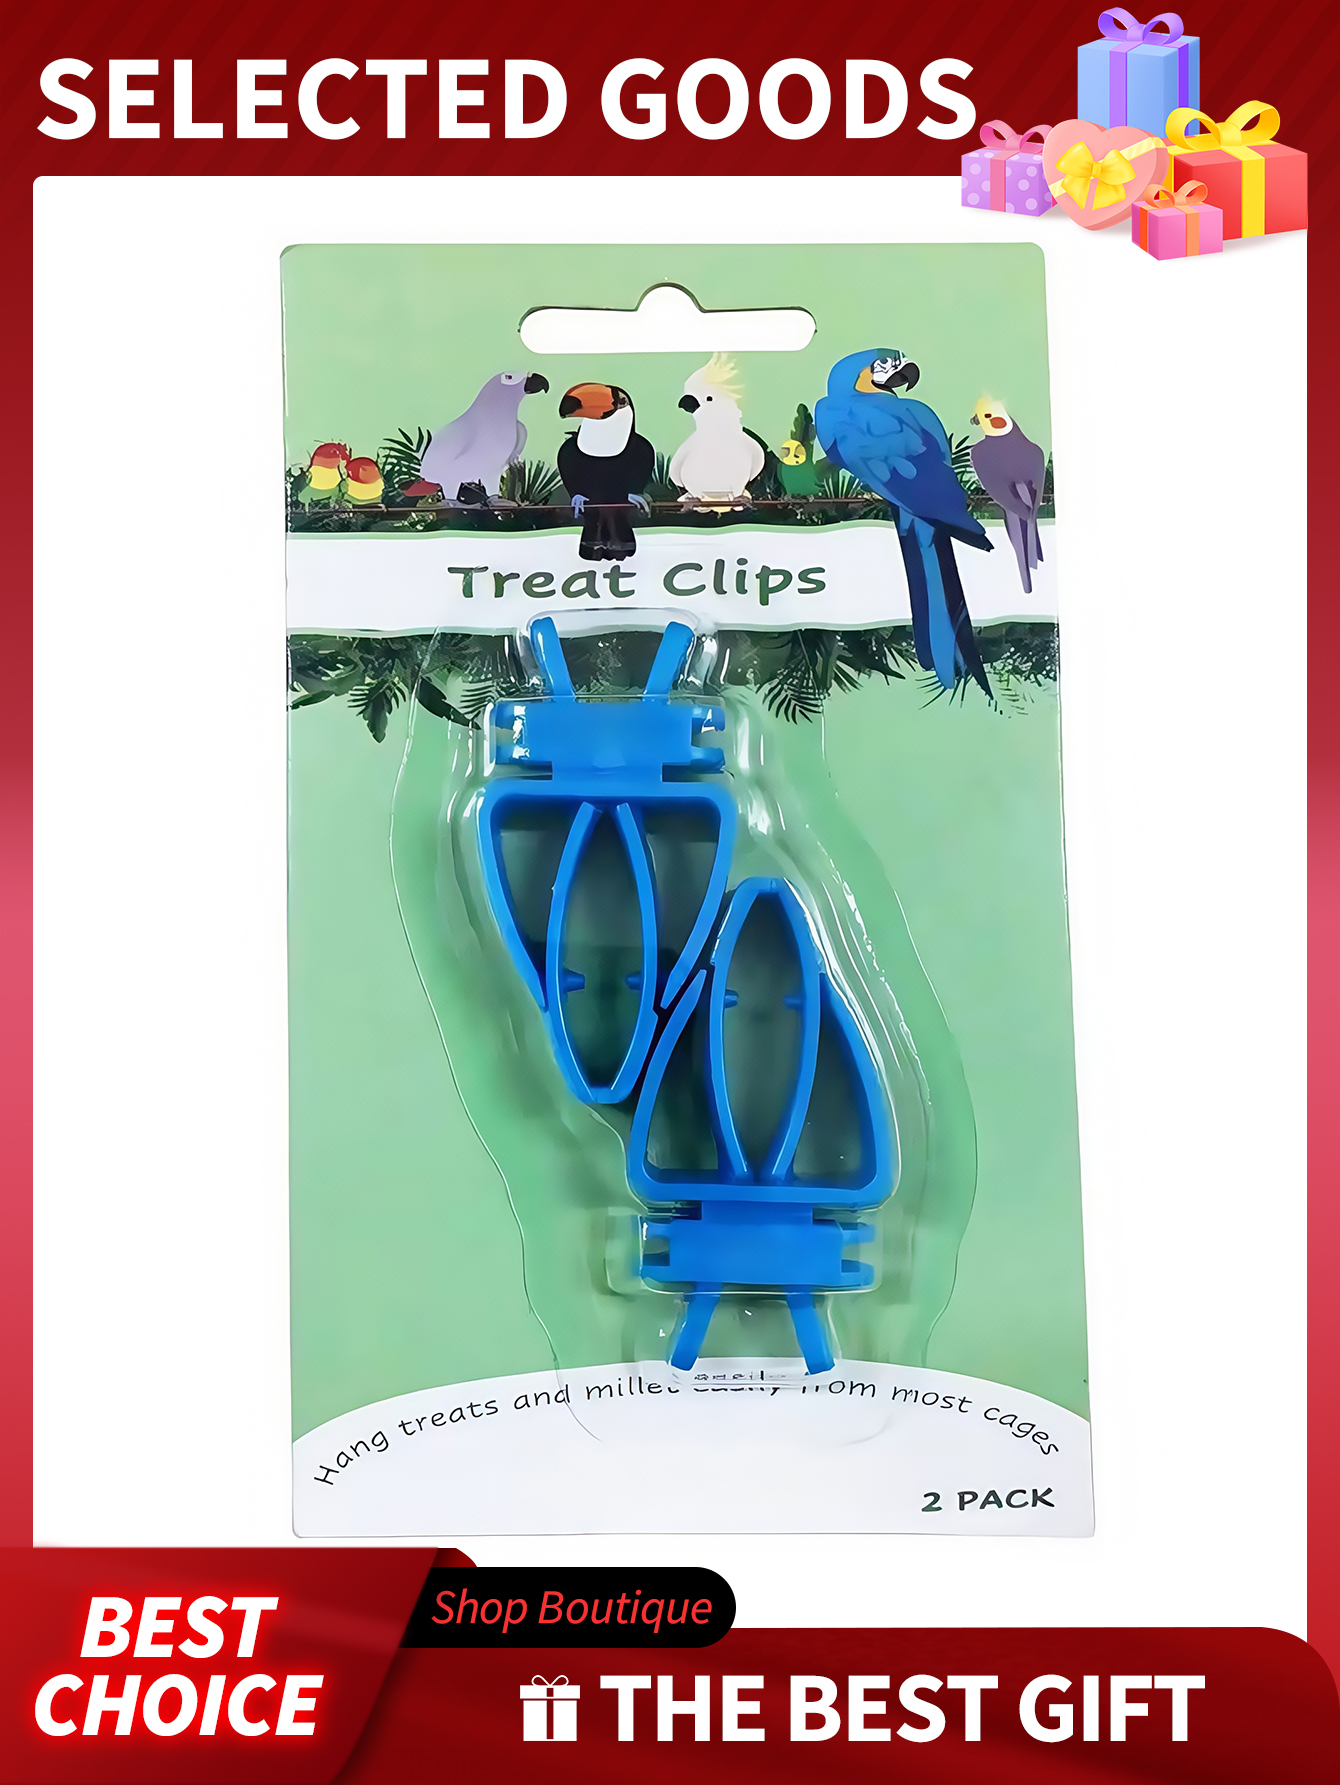 SELECTED GOODS
Treat Clips
Hang treats and millet easily from most cages
2 PACK
BEST
CHOICE
Shop Boutique
THE BEST GIFT